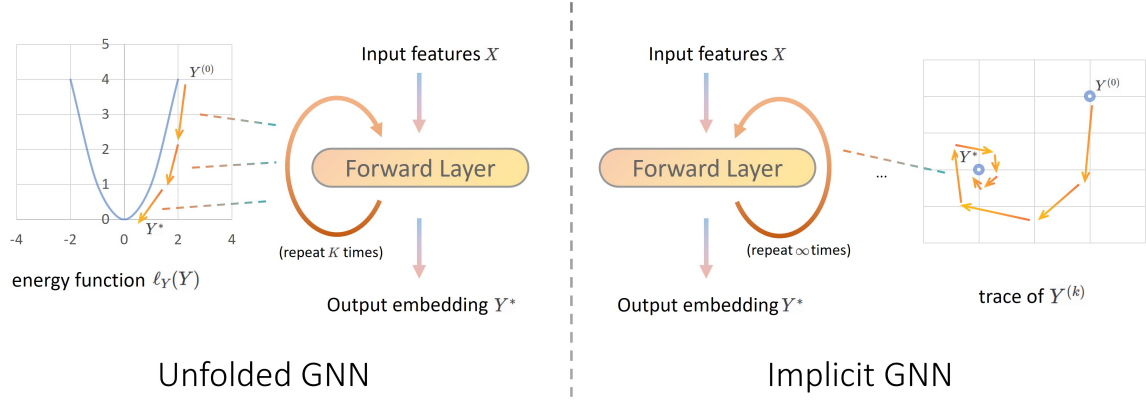 5
4
3
2
1
0
-4
-2
0
2
4
Y^{(0)}
Y^*
energy function ℓ_Y(Y)
Input features X
Forward Layer
(repeat K times)
Output embedding Y^*
Unfolded GNN
Input features X
Forward Layer
(repeat ∞ times)
Output embedding Y^*
...
Y^{(0)}
Y^*
trace of Y^{(k)}
Implicit GNN